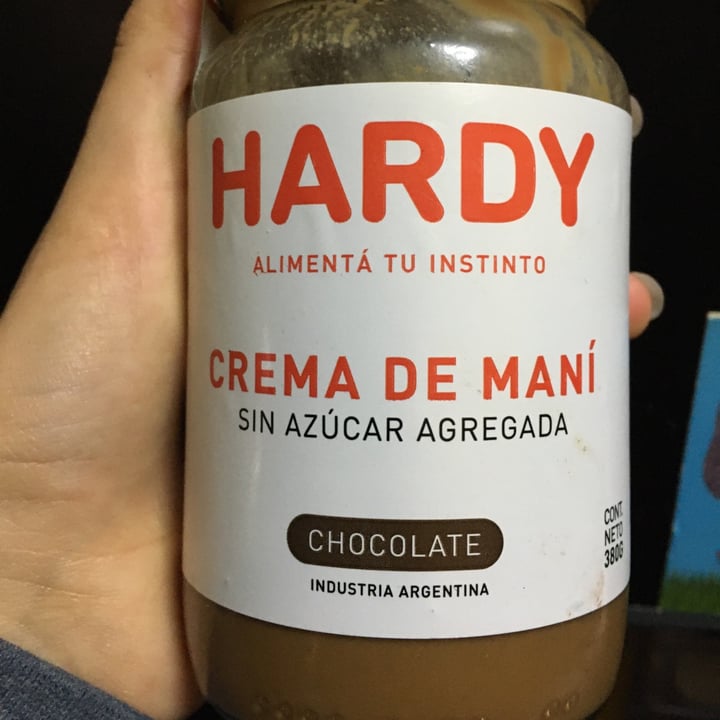 HARDY
ALIMENTÁ TU INSTINTO
CREMA DE MANÍ
SIN AZÚCAR AGREGADA
CHOCOLATE
INDUSTRIA ARGENTINA
CONT.
NETO
380G